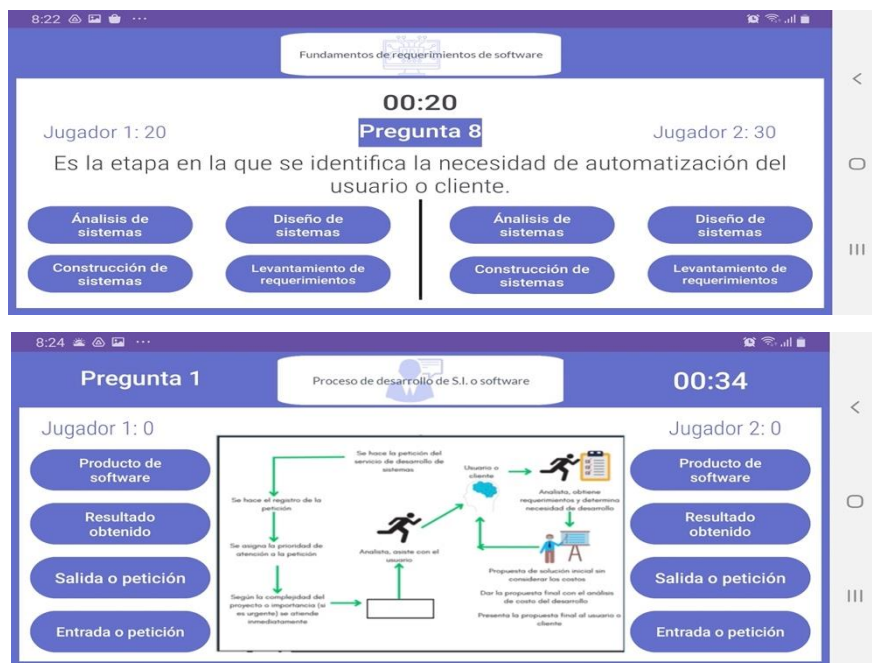 8:22
Fundamentos de requerimientos de software
00:20
Jugador 1: 20
Pregunta 8
Jugador 2: 30
Es la etapa en la que se identifica la necesidad de automatización del
usuario o cliente.
Ánalisis de
sistemas
Diseño de
sistemas
Ánalisis de
sistemas
Diseño de
sistemas
Construcción de
sistemas
Levantamiento de
requerimientos
Construcción de
sistemas
Levantamiento de
requerimientos
8:24
Pregunta 1
Proceso de desarrollo de S.I. o software
00:34
Jugador 1: 0
Jugador 2: 0
Producto de
software
Resultado
obtenido
Salida o petición
Entrada o petición
Se hace la petición del
servicio de desarrollo de
sistemas
Se hace el registro de la
petición
Se asigna la prioridad de
atención a la petición
Según la complejidad del
proyecto o importancia (si
es urgente) se atiende
inmediatamente
Analista, asiste con el
usuario
Usuario o
cliente
Analista, obtiene
requerimientos y determina
necesidad de desarrollo
Propuesta de solución inicial sin
considerar los costos
Dar la propuesta final con el análisis
de costo del desarrollo
Presenta la propuesta final al usuario o
cliente
Producto de
software
Resultado
obtenido
Salida o petición
Entrada o petición